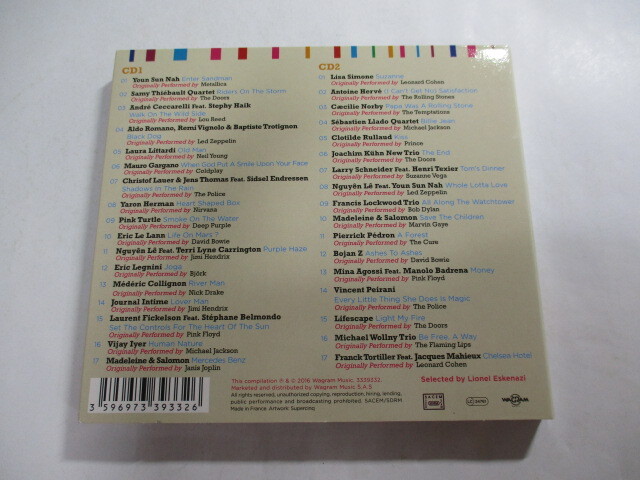 CD1
01 Youn Sun Nah Enter Sandman
Originally Performed by Metallica
02 Samy Thiébault Quartet Riders On The Storm
Originally Performed by The Doors
03 André Ceccarelli Feat. Stephy Haik
Walk On The Wild Side
Originally Performed by Lou Reed
04 Aldo Romano, Remi Vignolo & Baptiste Trotignon
Black Dog
Originally Performed by Led Zeppelin
05 Laura Littardi Old Man
Originally Performed by Neil Young
06 Mauro Gargano When God Put A Smile Upon Your Face
Originally Performed by Coldplay
07 Christof Lauer & Jens Thomas Feat. Sidsel Endressen
Shadows In The Rain
Originally Performed by The Police
08 Yaron Herman Heart Shaped Box
Originally Performed by Nirvana
09 Pink Turtle Smoke On The Water
Originally Performed by Deep Purple
10 Eric Le Lann Life On Mars ?
Originally Performed by David Bowie
11 Nguyên Lê Feat. Terri Lyne Carrington Purple Haze
Originally Performed by Jimi Hendrix
12 Eric Legnini Joga
Originally Performed by Björk
13 Médéric Collignon River Man
Originally Performed by Nick Drake
14 Journal Intime Lover Man
Originally Performed by Jimi Hendrix
15 Laurent Fickelson Feat. Stéphane Belmondo
Set The Controls For The Heart Of The Sun
Originally Performed by Pink Floyd
16 Vijay Iyer Human Nature
Originally Performed by Michael Jackson
17 Madeleine & Salomon Mercedes Benz
Originally Performed by Janis Joplin
CD2
01 Lisa Simone Suzanne
Originally Performed by Leonard Cohen
02 Antoine Hervé (I Can't Get No) Satisfaction
Originally Performed by The Rolling Stones
03 Cæcilie Norby Papa Was A Rolling Stone
Originally Performed by The Temptations
04 Sébastien Llado Quartet Billie Jean
Originally Performed by Michael Jackson
05 Clotilde Rullaud Kiss
Originally Performed by Prince
06 Joachim Kühn New Trio The End
Originally Performed by The Doors
07 Larry Schneider Feat. Henri Texier Tom's Dinner
Originally Performed by Suzanne Vega
08 Nguyên Lê Feat. Youn Sun Nah Whole Lotta Love
Originally Performed by Led Zeppelin
09 Francis Lockwood Trio All Along The Watchtower
Originally Performed by Bob Dylan
10 Madeleine & Salomon Save The Children
Originally Performed by Marvin Gaye
11 Pierrick Pédron A Forest
Originally Performed by The Cure
12 Bojan Z Ashes To Ashes
Originally Performed by David Bowie
13 Mina Agossi Feat. Manolo Badrena Money
Originally Performed by Pink Floyd
14 Vincent Peirani
Every Little Thing She Does Is Magic
Originally Performed by The Police
15 Lifescape Light My Fire
Originally Performed by The Doors
16 Michael Wollny Trio Be Free, A Way
Originally Performed by The Flaming Lips
17 Franck Tortiller Feat. Jacques Mahieux Chelsea Hotel
Originally Performed by Leonard Cohen
3 596973 393326
This compilation ℗ & © 2016 Wagram Music. 3339332.
Marketed and distributed by Wagram Music S.A.S
All rights reserved, unauthorized copying, reproduction, hiring, lending,
public performance and broadcasting prohibited. SACEM/SDRM.
Made in France. Artwork: Supersong
Selected by Lionel Eskenazi
SACEM